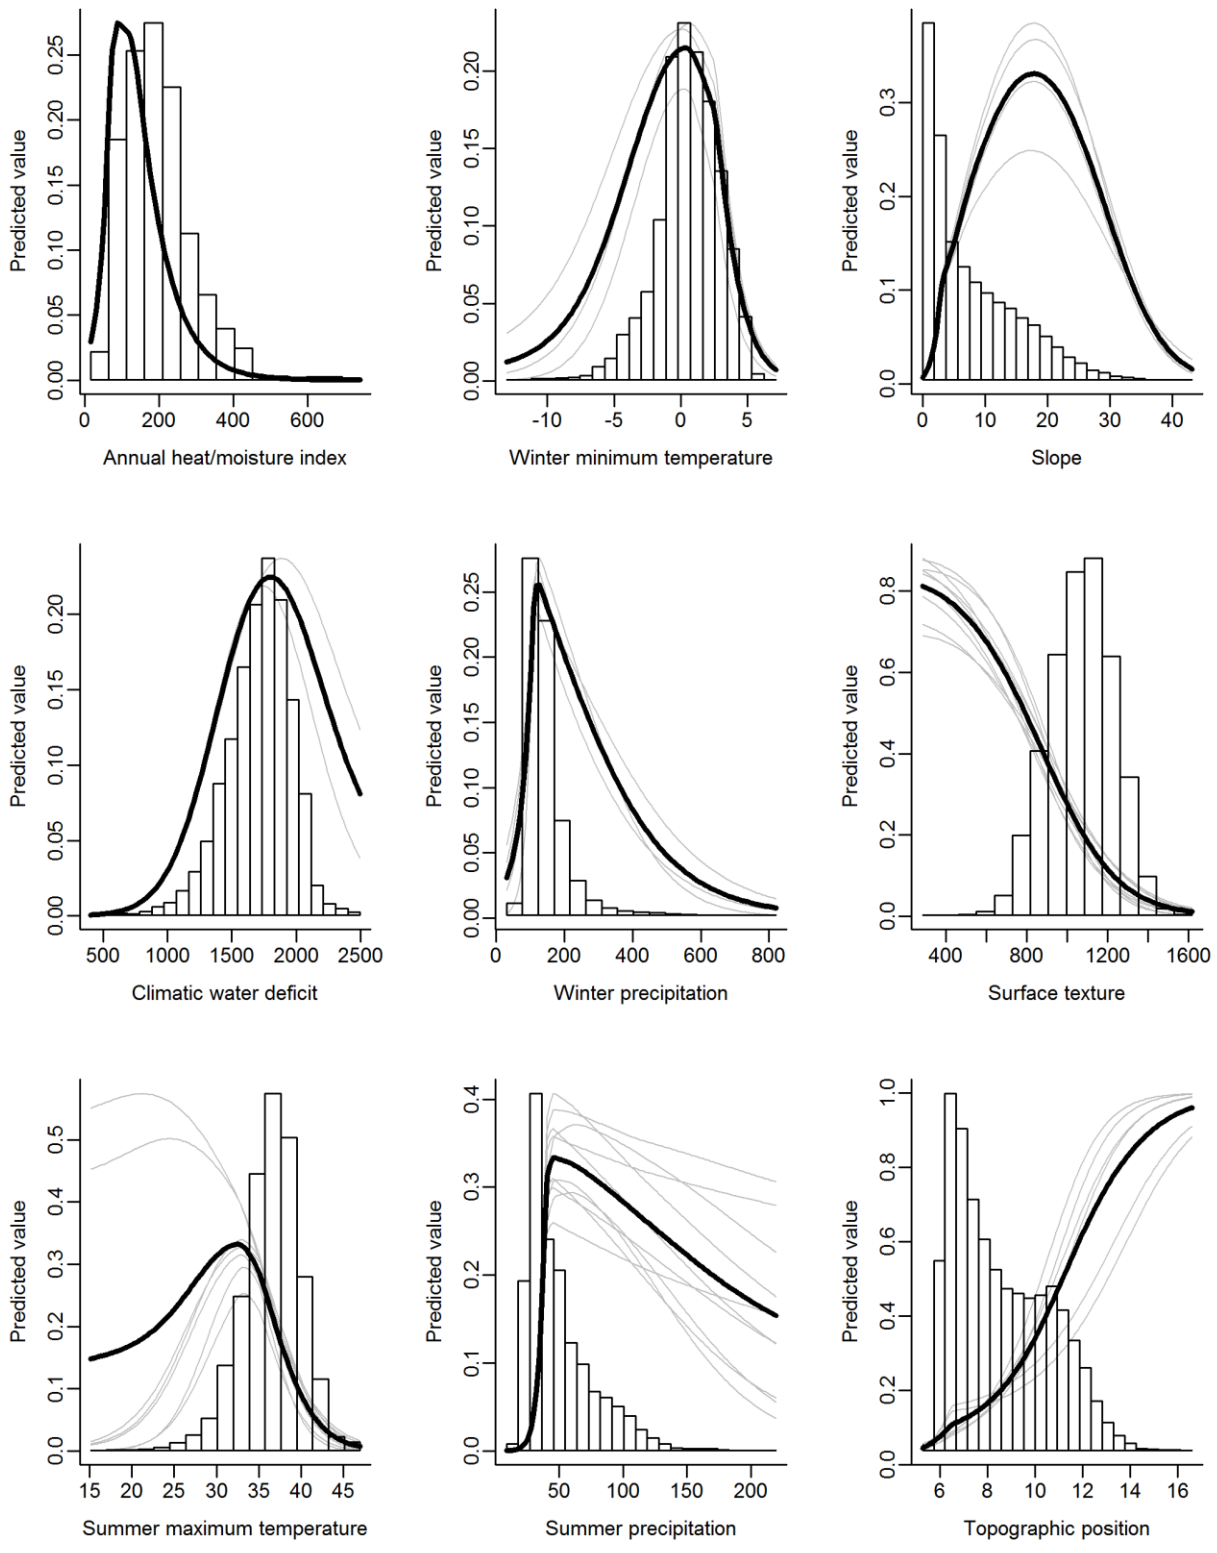 Predicted value
0.00 0.05 0.10 0.15 0.20 0.25
0 200 400 600
Annual heat/moisture index
Predicted value
0.00 0.05 0.10 0.15 0.20
-10 -5 0 5
Winter minimum temperature
Predicted value
0.0 0.1 0.2 0.3
0 10 20 30 40
Slope
Predicted value
0.00 0.05 0.10 0.15 0.20
500 1000 1500 2000 2500
Climatic water deficit
Predicted value
0.00 0.05 0.10 0.15 0.20 0.25
0 200 400 600 800
Winter precipitation
Predicted value
0.0 0.2 0.4 0.6 0.8
400 800 1200 1600
Surface texture
Predicted value
0.0 0.1 0.2 0.3 0.4 0.5
15 20 25 30 35 40 45
Summer maximum temperature
Predicted value
0.0 0.1 0.2 0.3 0.4
50 100 150 200
Summer precipitation
Predicted value
0.0 0.2 0.4 0.6 0.8 1.0
6 8 10 12 14 16
Topographic position